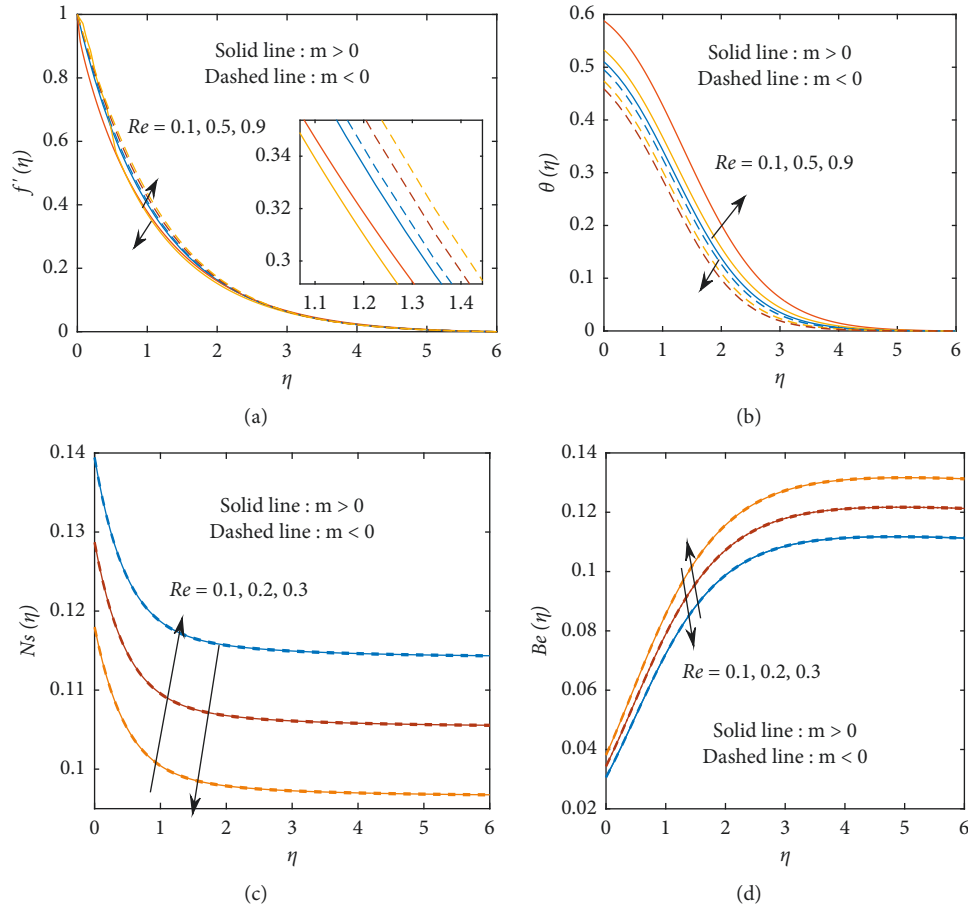 1
0.8
0.6
0.4
0.2
0
f ' (η)
Solid line : m > 0
Dashed line : m < 0
Re = 0.1, 0.5, 0.9
0.34
0.32
0.3
1.1 1.2 1.3 1.4
0 1 2 3 4 5 6
η
(a)
0.6
0.5
0.4
0.3
0.2
0.1
0
θ (η)
Solid line : m > 0
Dashed line : m < 0
Re = 0.1, 0.5, 0.9
0 1 2 3 4 5 6
η
(b)
0.14
0.13
0.12
0.11
0.1
Ns (η)
Solid line : m > 0
Dashed line : m < 0
Re = 0.1, 0.2, 0.3
0 1 2 3 4 5 6
η
(c)
0.14
0.12
0.1
0.08
0.06
0.04
0.02
Be (η)
Re = 0.1, 0.2, 0.3
Solid line : m > 0
Dashed line : m < 0
0 1 2 3 4 5 6
η
(d)